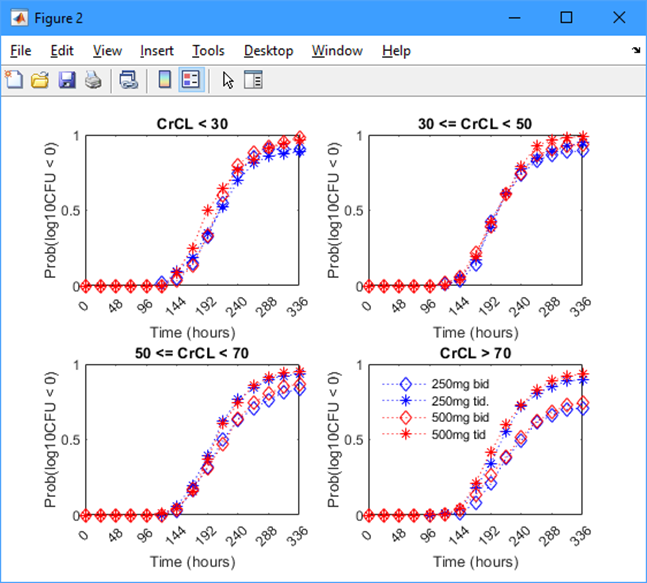 Figure 2
File Edit View Insert Tools Desktop Window Help
CrCL < 30
Prob(log10CFU < 0)
1
0.5
0
0 48 96 144 192 240 288 336
Time (hours)
30 <= CrCL < 50
Prob(log10CFU < 0)
1
0.5
0
0 48 96 144 192 240 288 336
Time (hours)
50 <= CrCL < 70
Prob(log10CFU < 0)
1
0.5
0
0 48 96 144 192 240 288 336
Time (hours)
CrCL > 70
Prob(log10CFU < 0)
1
0.5
0
250mg bid
250mg tid.
500mg bid
500mg tid
0 48 96 144 192 240 288 336
Time (hours)